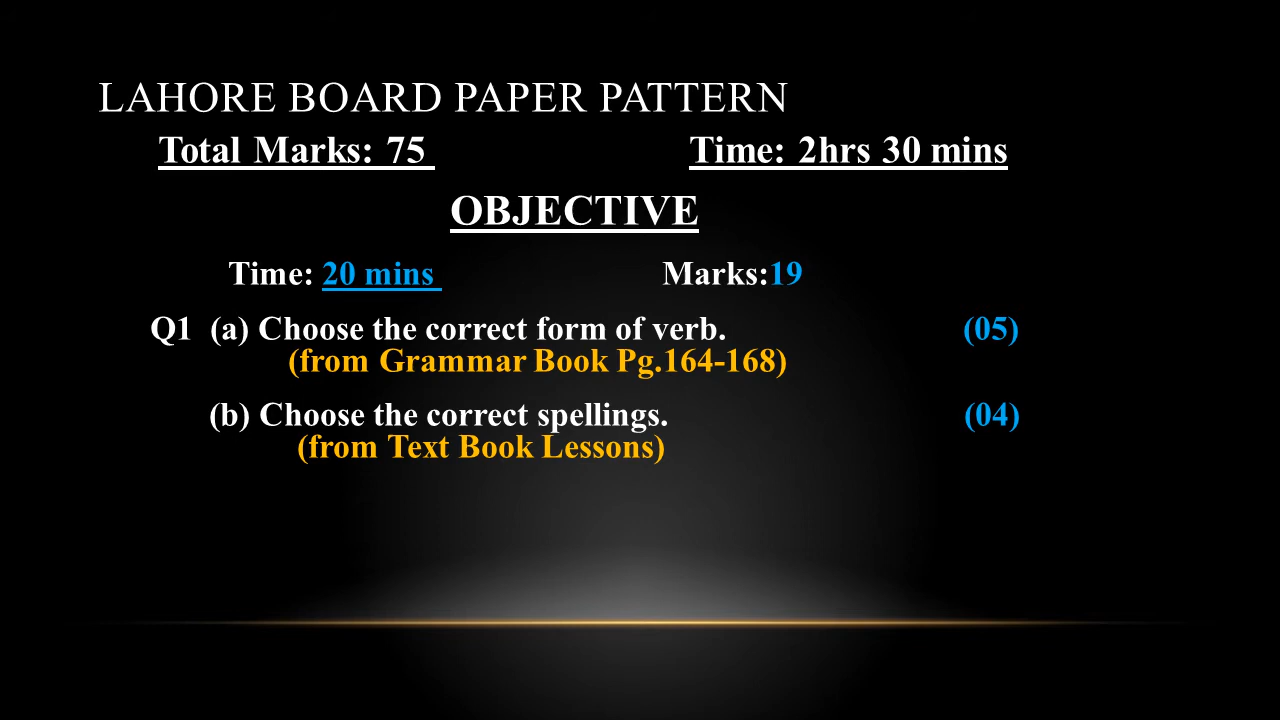 LAHORE BOARD PAPER PATTERN
Total Marks: 75 Time: 2hrs 30 mins
OBJECTIVE
Time: 20 mins Marks:19
Q1 (a) Choose the correct form of verb. (05)
(from Grammar Book Pg.164-168)
(b) Choose the correct spellings. (04)
(from Text Book Lessons)